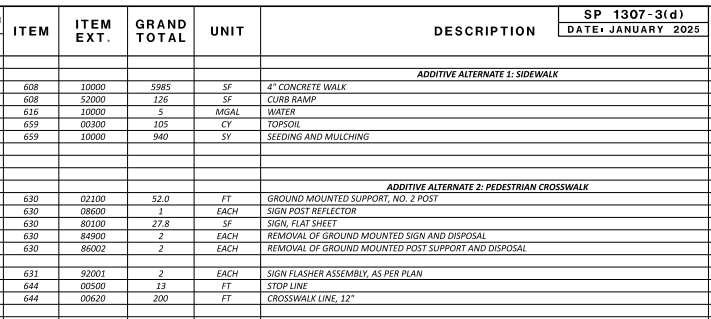 SP 1307-3(d)
DATE: JANUARY 2025
ITEM ITEM EXT. GRAND TOTAL UNIT DESCRIPTION
ADDITIVE ALTERNATE 1: SIDEWALK
608 10000 5985 SF 4" CONCRETE WALK
608 52000 126 SF CURB RAMP
616 10000 5 MGAL WATER
659 00300 105 CY TOPSOIL
659 10000 940 SY SEEDING AND MULCHING
ADDITIVE ALTERNATE 2: PEDESTRIAN CROSSWALK
630 02100 52.0 FT GROUND MOUNTED SUPPORT, NO. 2 POST
630 08600 1 EACH SIGN POST REFLECTOR
630 80100 27.8 SF SIGN, FLAT SHEET
630 84900 2 EACH REMOVAL OF GROUND MOUNTED SIGN AND DISPOSAL
630 86002 2 EACH REMOVAL OF GROUND MOUNTED POST SUPPORT AND DISPOSAL
631 92001 2 EACH SIGN FLASHER ASSEMBLY, AS PER PLAN
644 00500 13 FT STOP LINE
644 00620 200 FT CROSSWALK LINE, 12"